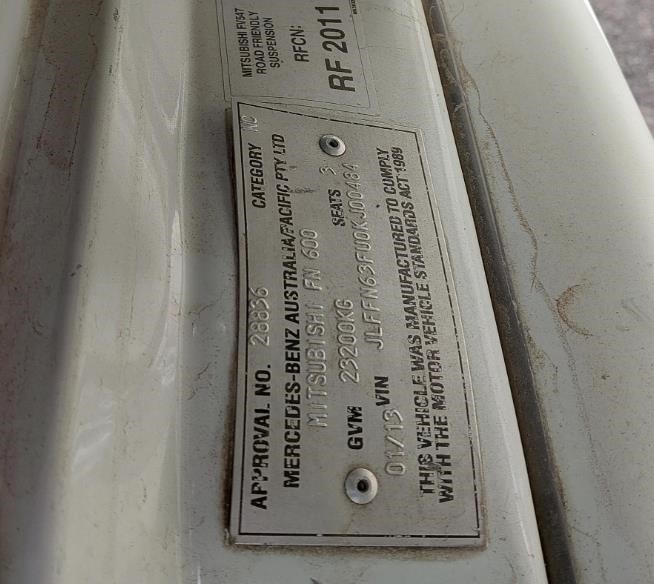 MITSUBISHI FV547
ROAD FRIENDLY
SUSPENSION
RFCN:
RF 2011
APPROVAL NO. 28836 CATEGORY NC
MERCEDES-BENZ AUSTRALIA/PACIFIC PTY LTD
MITSUBISHI FN 600
GVM 23200KG SEATS 3
01/13 VIN JLFFN63FU0KJ00484
THIS VEHICLE WAS MANUFACTURED TO COMPLY
WITH THE MOTOR VEHICLE STANDARDS ACT 1989